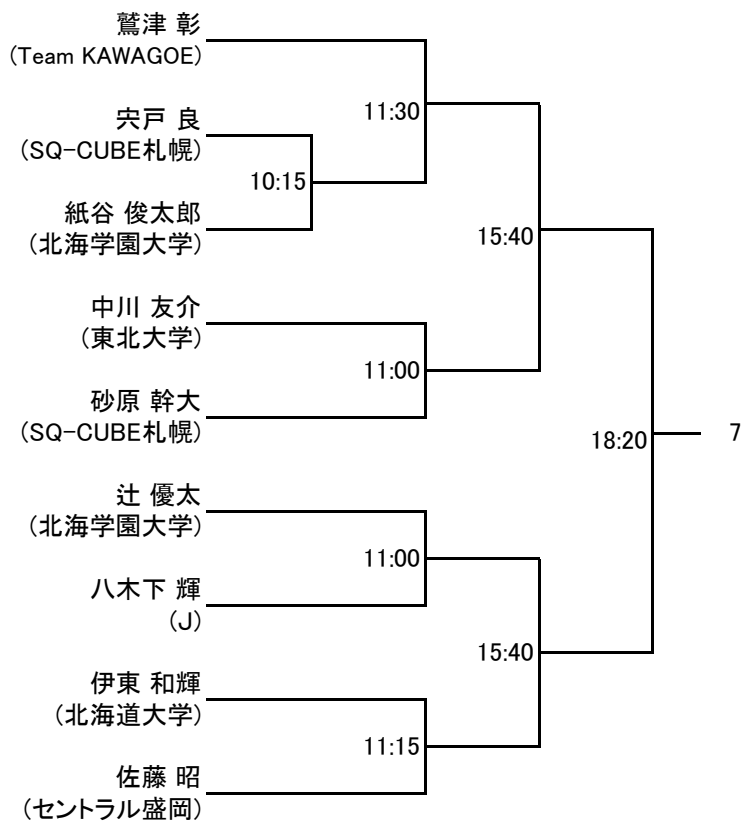 鷲津 彰
(Team KAWAGOE)
11:30
宍戸 良
(SQ-CUBE札幌)
10:15
紙谷 俊太郎
(北海学園大学)
15:40
中川 友介
(東北大学)
11:00
砂原 幹大
(SQ-CUBE札幌)
18:20
7
辻 優太
(北海学園大学)
11:00
八木下 輝
(J)
15:40
伊東 和輝
(北海道大学)
11:15
佐藤 昭
(セントラル盛岡)